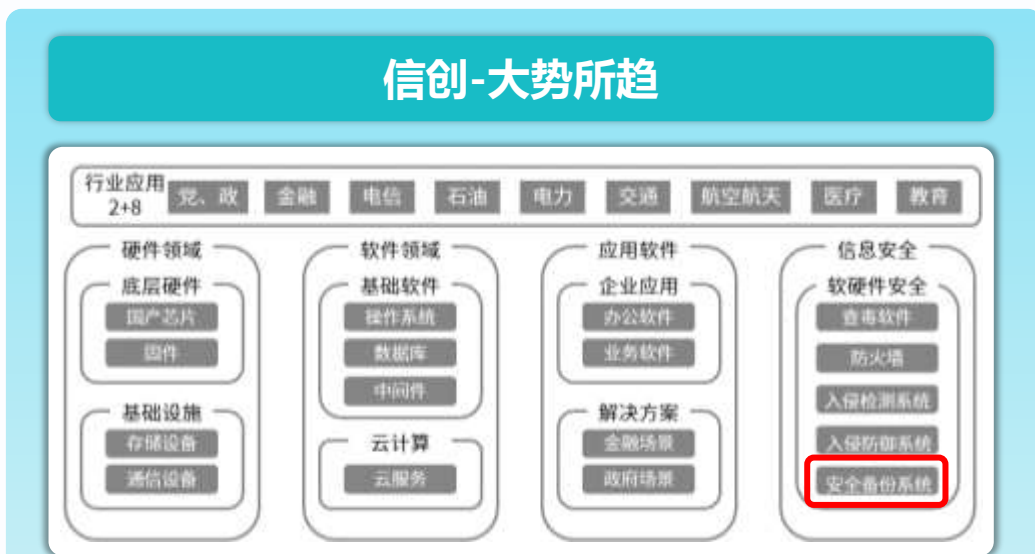 信创-大势所趋
行业应用
2+8
党、政 金融 电信 石油 电力 交通 航空航天 医疗 教育
硬件领域
底层硬件
国产芯片
固件
基础设施
存储设备
通信设备
软件领域
基础软件
操作系统
数据库
中间件
云计算
云服务
应用软件
企业应用
办公软件
业务软件
解决方案
金融场景
政府场景
信息安全
软硬件安全
查毒软件
防火墙
入侵检测系统
入侵防御系统
安全备份系统